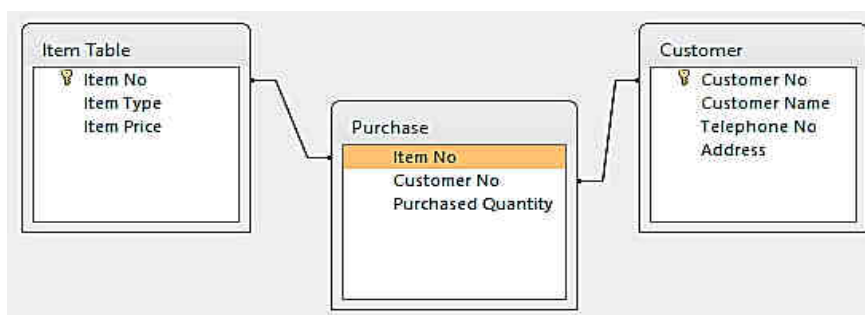 Item Table
Item No
Item Type
Item Price
Purchase
Item No
Customer No
Purchased Quantity
Customer
Customer No
Customer Name
Telephone No
Address